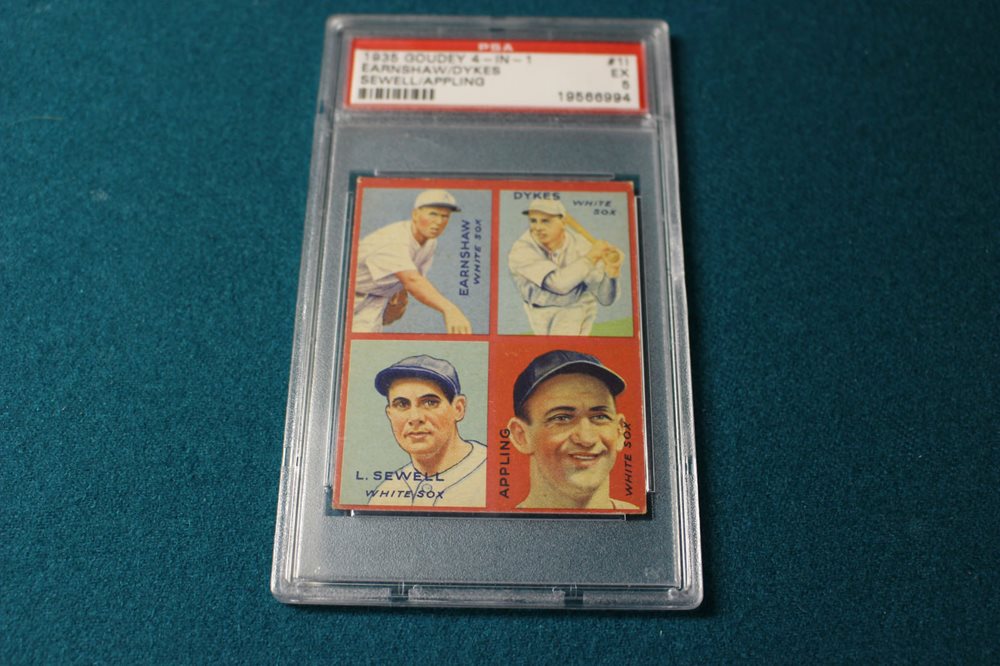 PSA
1935 GOUDEY 4-IN-1 #1I
EARNSHAW/DYKES EX
SEWELL/APPLING 5
19566994
EARNSHAW
WHITE SOX
DYKES
WHITE
SOX
L. SEWELL
WHITE SOX
APPLING
WHITE SOX